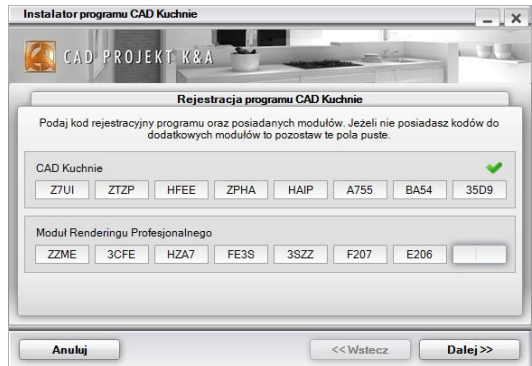 Instalator programu CAD Kuchnie
CAD PROJEKT K&A
Rejestracja programu CAD Kuchnie
Podaj kod rejestracyjny programu oraz posiadanych modułów. Jeżeli nie posiadasz kodów do
dodatkowych modułów to pozostaw te pola puste.
CAD Kuchnie
Z7UI ZTZP HFEE ZPHA HAIP A755 BA54 35D9
Moduł Renderingu Profesjonalnego
ZZME 3CFE HZA7 FE3S 3SZZ F207 E206
Anuluj << Wstecz Dalej >>